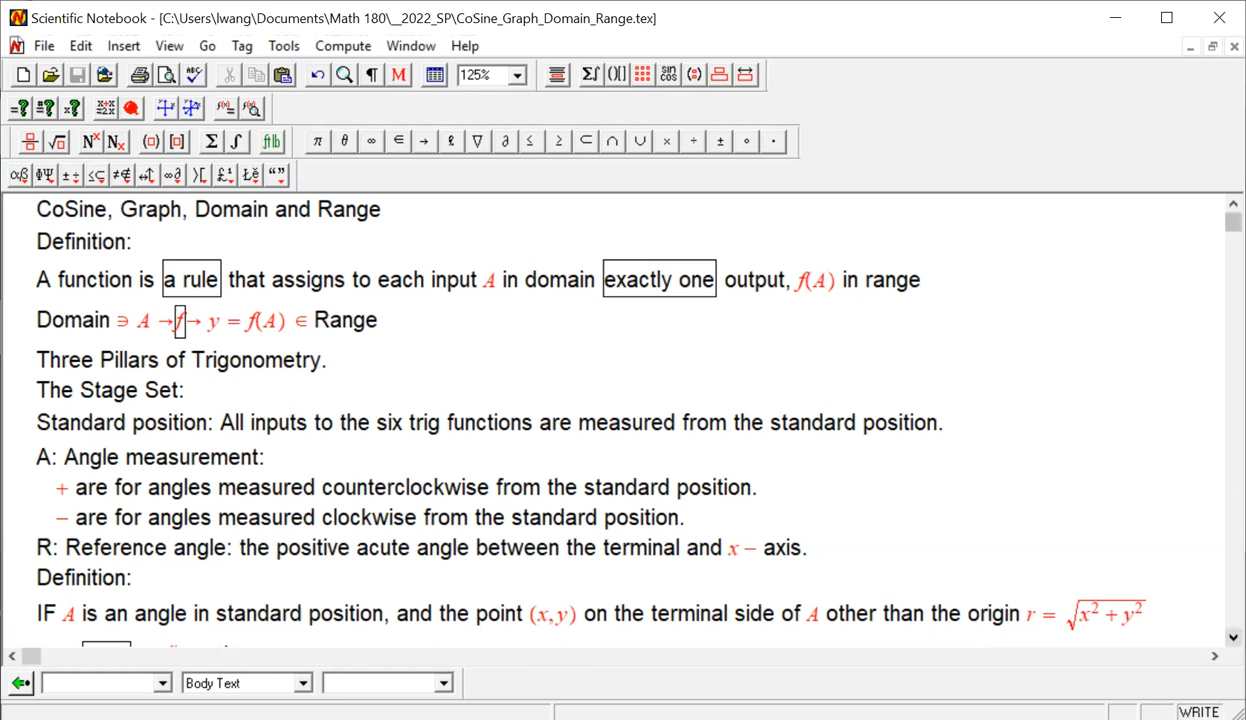 Scientific Notebook - [C:\Users\lwang\Documents\Math 180\__2022_SP\CoSine_Graph_Domain_Range.tex]
File Edit Insert View Go Tag Tools Compute Window Help
125%
CoSine, Graph, Domain and Range
Definition:
A function is a rule that assigns to each input A in domain exactly one output, f(A) in range
Domain ∋ A →f→ y = f(A) ∈ Range
Three Pillars of Trigonometry.
The Stage Set:
Standard position: All inputs to the six trig functions are measured from the standard position.
A: Angle measurement:
+ are for angles measured counterclockwise from the standard position.
− are for angles measured clockwise from the standard position.
R: Reference angle: the positive acute angle between the terminal and x − axis.
Definition:
IF A is an angle in standard position, and the point (x,y) on the terminal side of A other than the origin r = √x² + y²
Body Text
WRITE